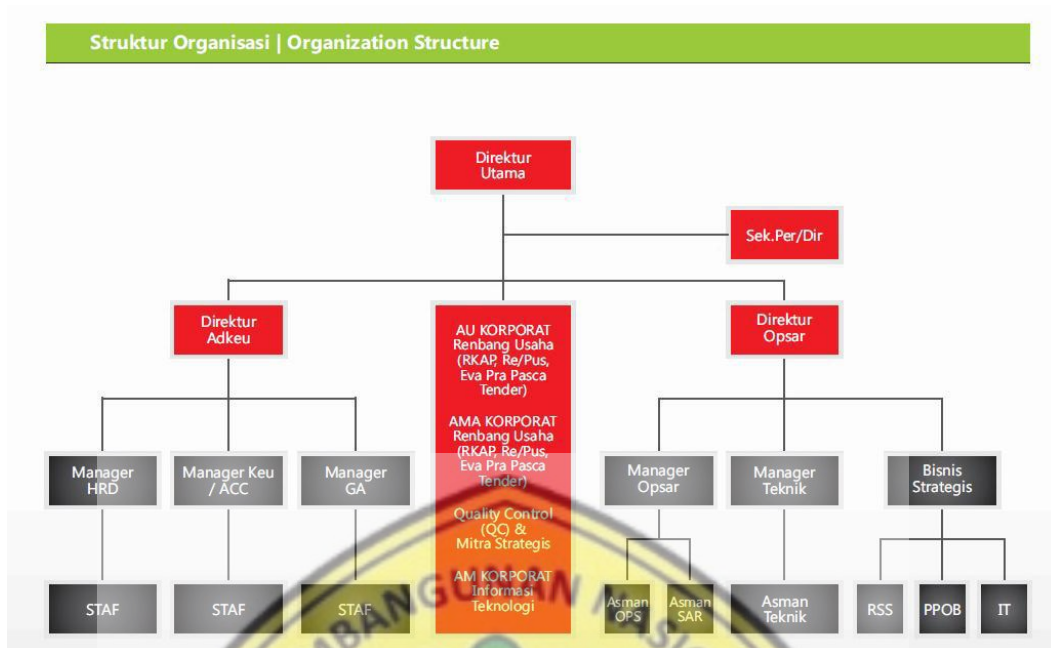 Struktur Organisasi | Organization Structure
Direktur
Utama
Sek.Per/Dir
Direktur
Adkeu
AU KORPORAT
Renbang Usaha
(RKAP, Re/Pus,
Eva Pra Pasca
Tender)
AMA KORPORAT
Renbang Usaha
(RKAP, Re/Pus,
Eva Pra Pasca
Tender)
Quality Control
(QC) &
Mitra Strategis
AM KORPORAT
Informasi
Teknologi
Direktur
Opsar
Manager
HRD
Manager Keu
/ ACC
Manager
GA
Manager
Opsar
Manager
Teknik
Bisnis
Strategis
STAF
STAF
STAF
Asman
OPS
Asman
SAR
Asman
Teknik
RSS
PPOB
IT